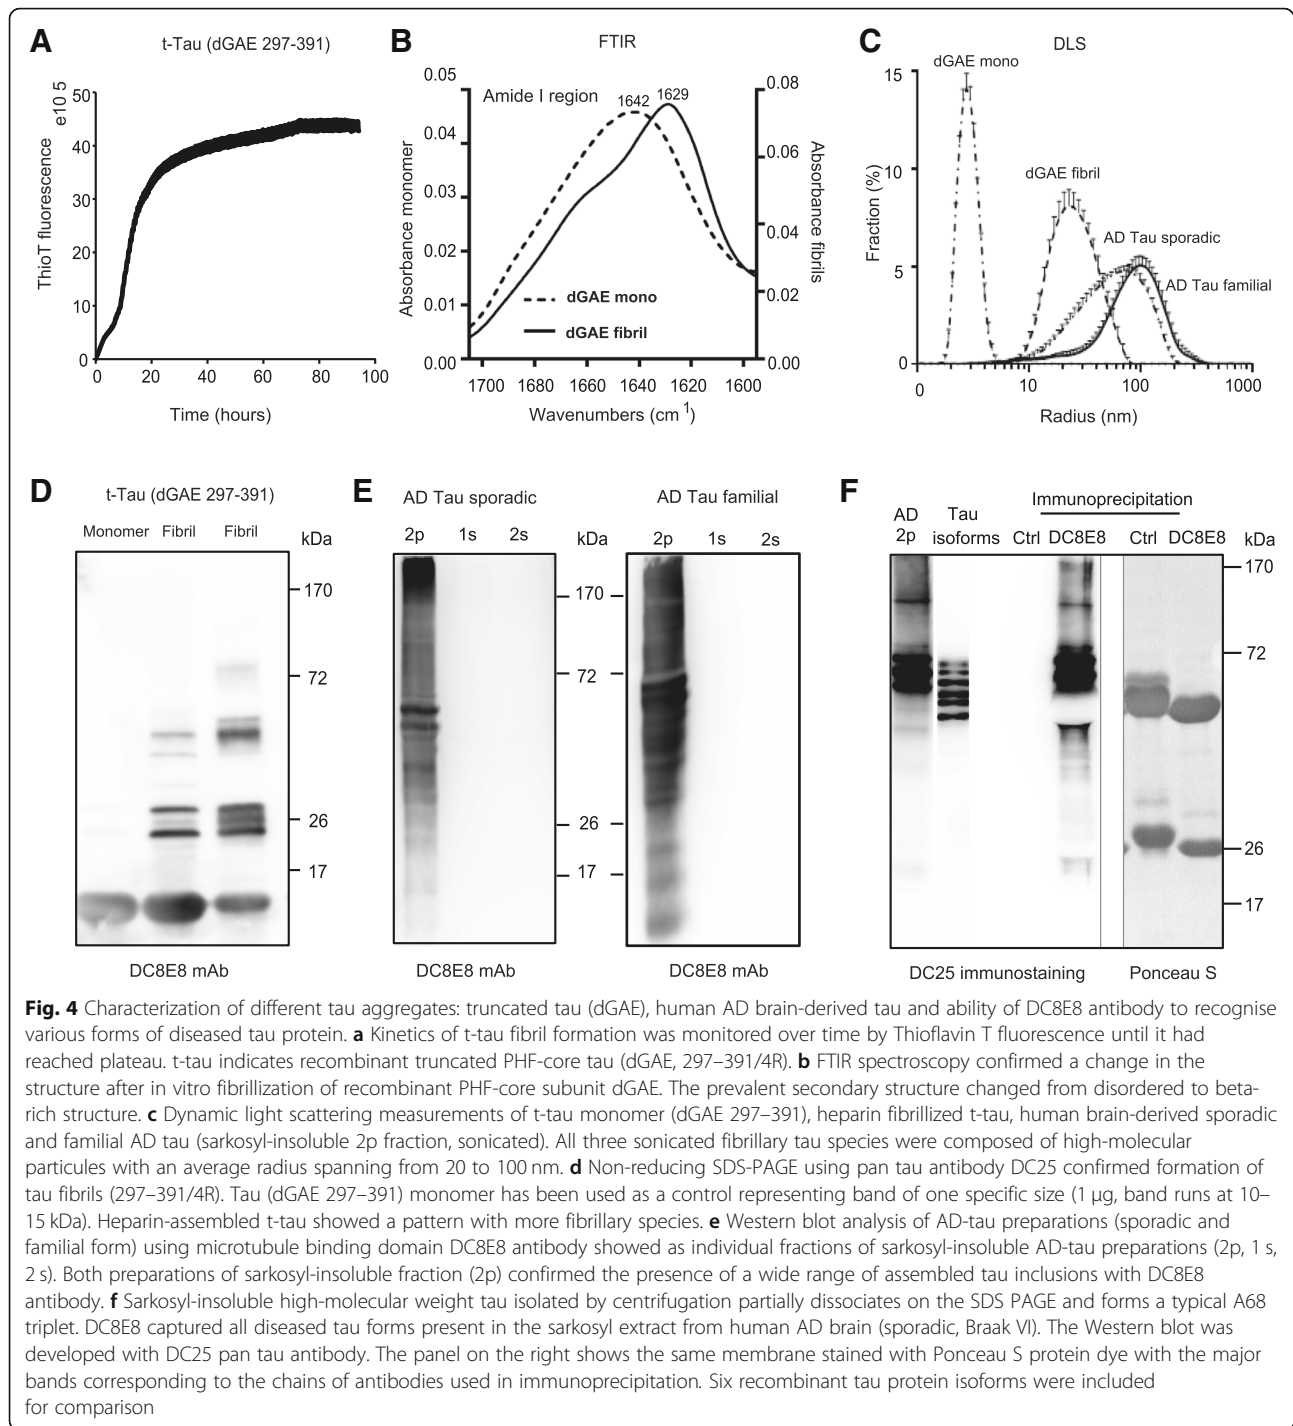 A
t-Tau (dGAE 297-391)
ThioT fluorescence
e10 5
50
40
30
20
10
0
0 20 40 60 80 100
Time (hours)
B
FTIR
Amide I region
1642 1629
Absorbance monomer
0.05
0.04
0.03
0.02
0.01
0.00
Absorbance fibrils
0.08
0.06
0.04
0.02
0.00
dGAE mono
dGAE fibril
1700 1680 1660 1640 1620 1600
Wavenumbers (cm 1)
C
DLS
dGAE mono
dGAE fibril
AD Tau sporadic
AD Tau familial
Fraction (%)
15
10
5
0
0 10 100 1000
Radius (nm)
D
t-Tau (dGAE 297-391)
Monomer Fibril Fibril
kDa
170
72
26
17
DC8E8 mAb
E
AD Tau sporadic
2p 1s 2s
kDa
170
72
26
17
DC8E8 mAb
AD Tau familial
2p 1s 2s
DC8E8 mAb
F
Immunoprecipitation
AD
2p
Tau
isoforms
Ctrl DC8E8
Ctrl DC8E8
kDa
170
72
26
17
DC25 immunostaining
Ponceau S
Fig. 4 Characterization of different tau aggregates: truncated tau (dGAE), human AD brain-derived tau and ability of DC8E8 antibody to recognise
various forms of diseased tau protein. a Kinetics of t-tau fibril formation was monitored over time by Thioflavin T fluorescence until it had
reached plateau. t-tau indicates recombinant truncated PHF-core tau (dGAE, 297–391/4R). b FTIR spectroscopy confirmed a change in the
structure after in vitro fibrillization of recombinant PHF-core subunit dGAE. The prevalent secondary structure changed from disordered to beta-
rich structure. c Dynamic light scattering measurements of t-tau monomer (dGAE 297–391), heparin fibrillized t-tau, human brain-derived sporadic
and familial AD tau (sarkosyl-insoluble 2p fraction, sonicated). All three sonicated fibrillary tau species were composed of high-molecular
particules with an average radius spanning from 20 to 100 nm. d Non-reducing SDS-PAGE using pan tau antibody DC25 confirmed formation of
tau fibrils (297–391/4R). Tau (dGAE 297–391) monomer has been used as a control representing band of one specific size (1 μg, band runs at 10–
15 kDa). Heparin-assembled t-tau showed a pattern with more fibrillary species. e Western blot analysis of AD-tau preparations (sporadic and
familial form) using microtubule binding domain DC8E8 antibody showed as individual fractions of sarkosyl-insoluble AD-tau preparations (2p, 1 s,
2 s). Both preparations of sarkosyl-insoluble fraction (2p) confirmed the presence of a wide range of assembled tau inclusions with DC8E8
antibody. f Sarkosyl-insoluble high-molecular weight tau isolated by centrifugation partially dissociates on the SDS PAGE and forms a typical A68
triplet. DC8E8 captured all diseased tau forms present in the sarkosyl extract from human AD brain (sporadic, Braak VI). The Western blot was
developed with DC25 pan tau antibody. The panel on the right shows the same membrane stained with Ponceau S protein dye with the major
bands corresponding to the chains of antibodies used in immunoprecipitation. Six recombinant tau protein isoforms were included
for comparison